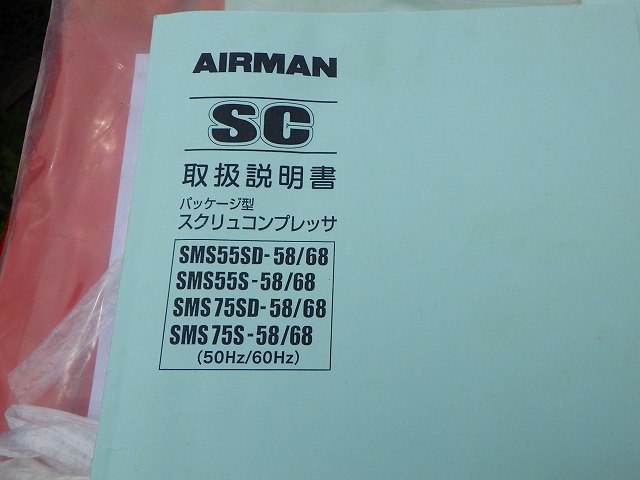 AIRMAN
SC
取扱説明書
パッケージ型
スクリュコンプレッサ
SMS55SD-58/68
SMS55S-58/68
SMS75SD-58/68
SMS75S-58/68
(50Hz/60Hz)